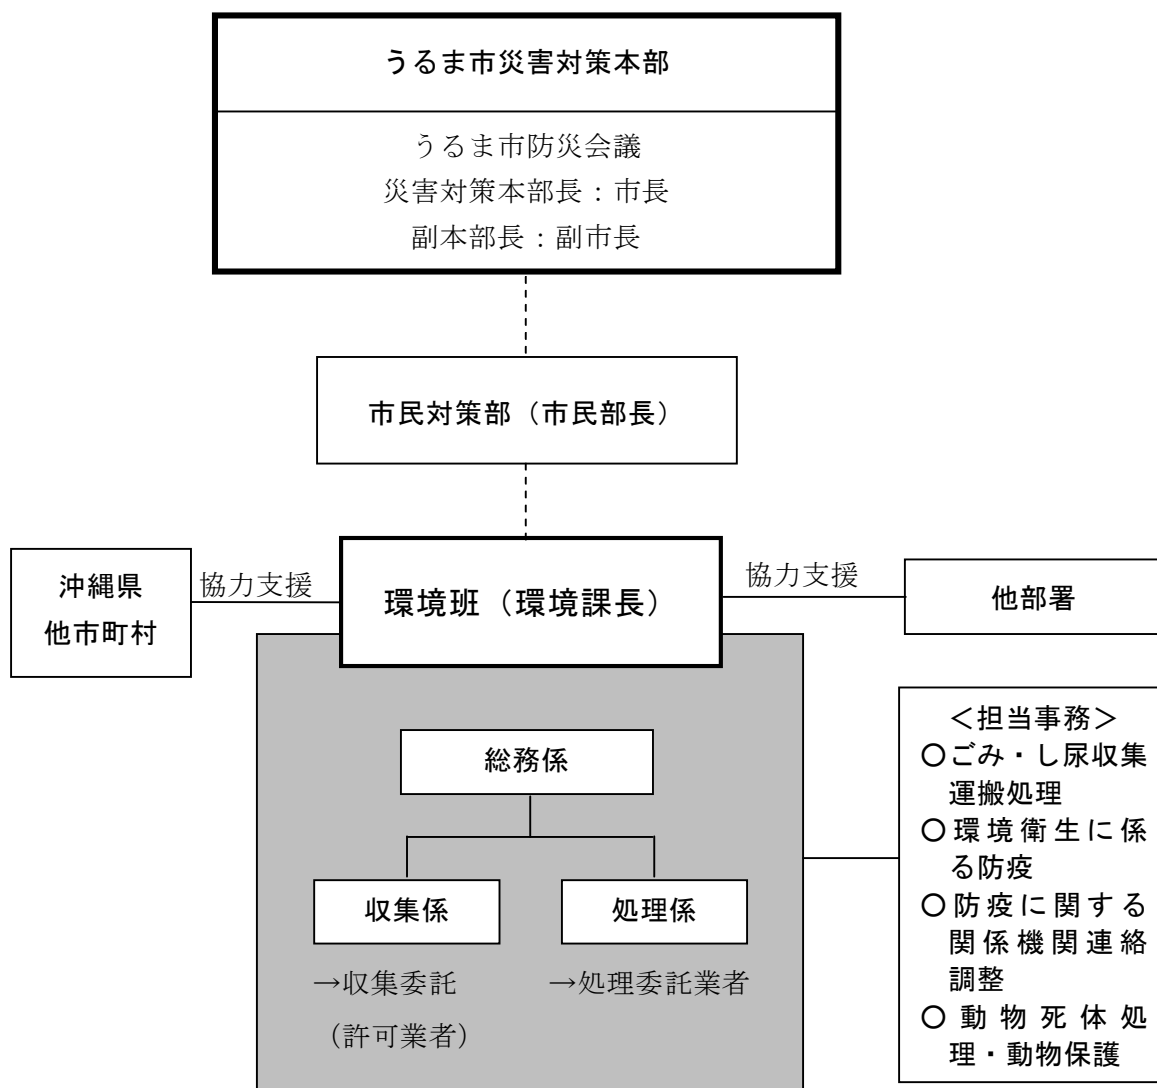 うるま市災害対策本部
うるま市防災会議
災害対策本部長：市長
副本部長：副市長
市民対策部（市民部長）
沖縄県
他市町村
協力支援
環境班（環境課長）
協力支援
他部署
総務係
収集係
処理係
→収集委託
（許可業者）
→処理委託業者
＜担当事務＞
〇ごみ・し尿収集
運搬処理
〇環境衛生に係
る防疫
〇防疫に関する
関係機関連絡
調整
〇動物死体処
理・動物保護